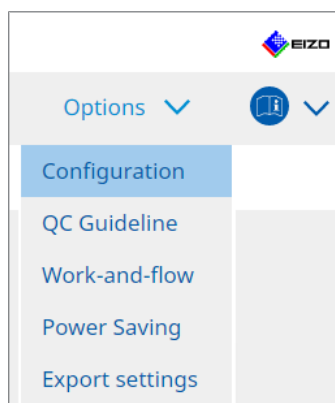 EIZO
Options
Configuration
QC Guideline
Work-and-flow
Power Saving
Export settings